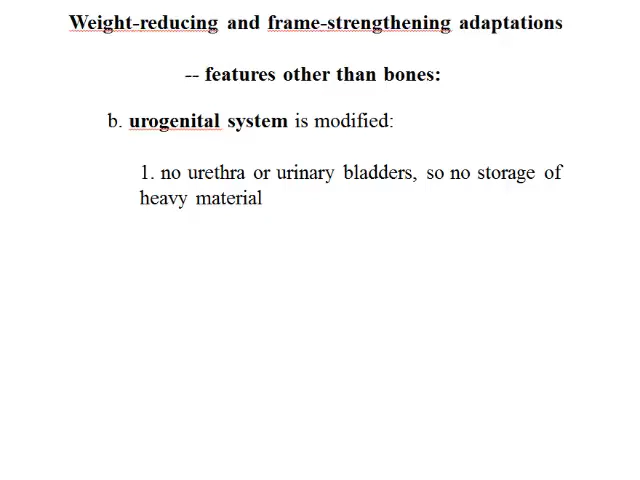 Weight-reducing and frame-strengthening adaptations
-- features other than bones:
b. urogenital system is modified:
1. no urethra or urinary bladders, so no storage of
heavy material